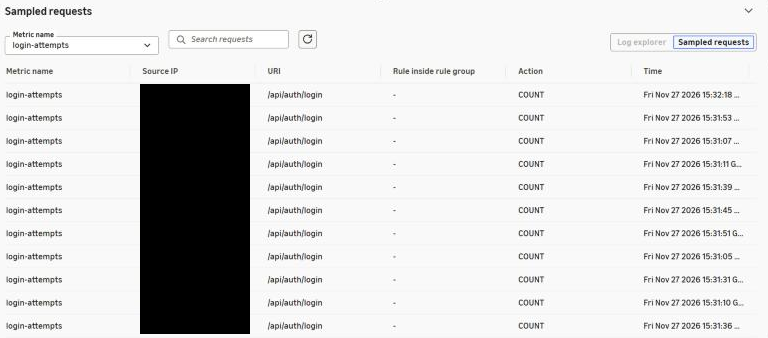 Sampled requests
Metric name
login-attempts
Search requests
Log explorer Sampled requests
Metric name Source IP URI Rule inside rule group Action Time
login-attempts /api/auth/login - COUNT Fri Nov 27 2026 15:32:18 ...
login-attempts /api/auth/login - COUNT Fri Nov 27 2026 15:31:53 ...
login-attempts /api/auth/login - COUNT Fri Nov 27 2026 15:31:07 ...
login-attempts /api/auth/login - COUNT Fri Nov 27 2026 15:31:11 G...
login-attempts /api/auth/login - COUNT Fri Nov 27 2026 15:31:39 ...
login-attempts /api/auth/login - COUNT Fri Nov 27 2026 15:31:45 ...
login-attempts /api/auth/login - COUNT Fri Nov 27 2026 15:31:51 G...
login-attempts /api/auth/login - COUNT Fri Nov 27 2026 15:31:05 ...
login-attempts /api/auth/login - COUNT Fri Nov 27 2026 15:31:31 G...
login-attempts /api/auth/login - COUNT Fri Nov 27 2026 15:31:10 G...
login-attempts /api/auth/login - COUNT Fri Nov 27 2026 15:31:36 ...